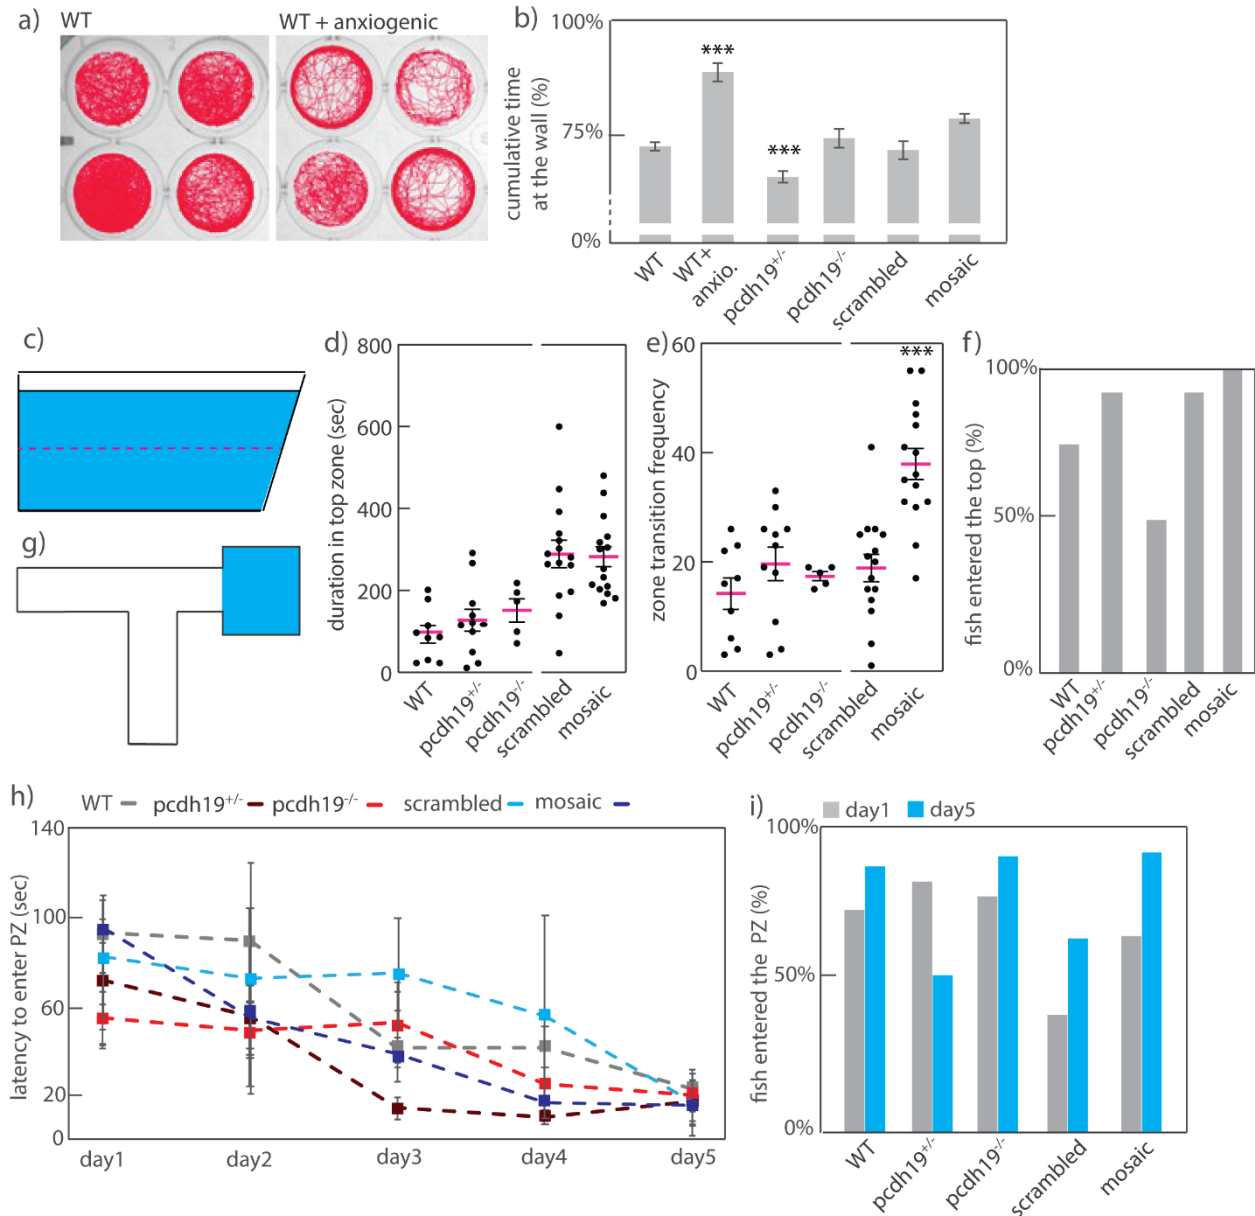 a) WT WT + anxiogenic
b)
100%
75%
0%
cumulative time
at the wall (%)
***
***
WT
WT+
anxio.
pcdh19+/-
pcdh19-/-
scrambled
mosaic
c)
d)
800
600
400
200
0
duration in top zone (sec)
WT
pcdh19+/-
pcdh19-/-
scrambled
mosaic
e)
60
40
20
0
zone transition frequency
***
WT
pcdh19+/-
pcdh19-/-
scrambled
mosaic
f)
100%
50%
0%
fish entered the top (%)
WT
pcdh19+/-
pcdh19-/-
scrambled
mosaic
g)
h)
WT pcdh19+/- pcdh19-/- scrambled mosaic
140
100
60
20
0
latency to enter PZ (sec)
day1 day2 day3 day4 day5
i)
day1 day5
100%
50%
0%
fish entered the PZ (%)
WT
pcdh19+/-
pcdh19-/-
scrambled
mosaic